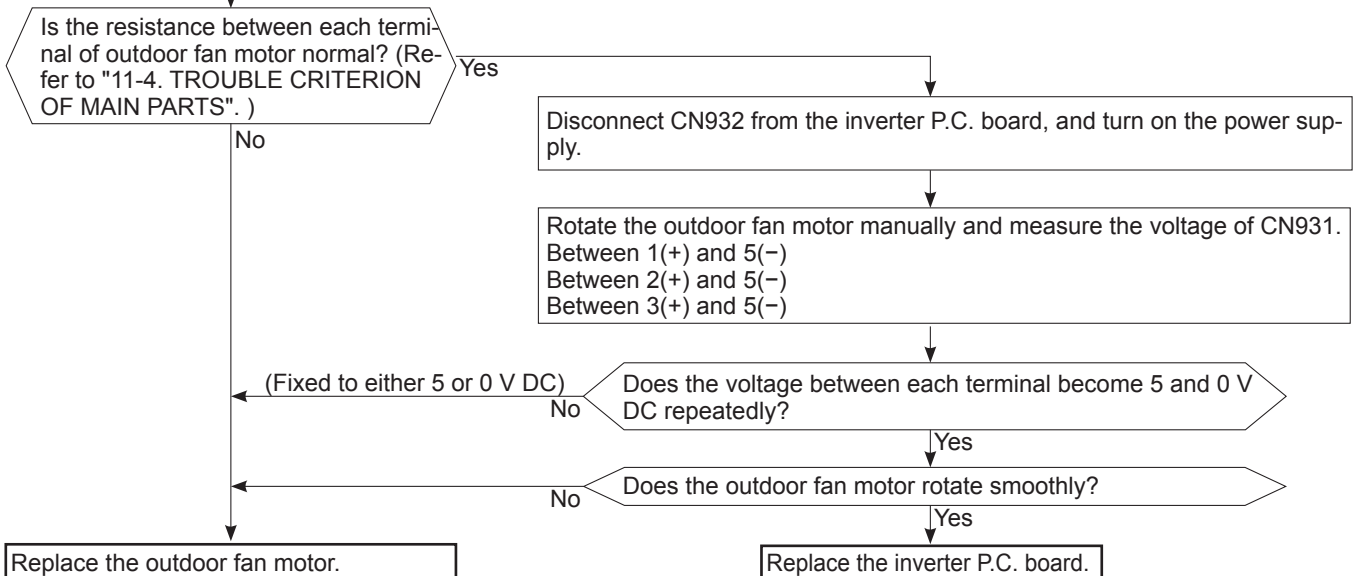 Is the resistance between each termi-
nal of outdoor fan motor normal? (Re-
fer to "11-4. TROUBLE CRITERION
OF MAIN PARTS". )
Yes
No
Disconnect CN932 from the inverter P.C. board, and turn on the power sup-
ply.
Rotate the outdoor fan motor manually and measure the voltage of CN931.
Between 1(+) and 5(−)
Between 2(+) and 5(−)
Between 3(+) and 5(−)
(Fixed to either 5 or 0 V DC)
No
Does the voltage between each terminal become 5 and 0 V
DC repeatedly?
Yes
No
Does the outdoor fan motor rotate smoothly?
Yes
Replace the outdoor fan motor.
Replace the inverter P.C. board.